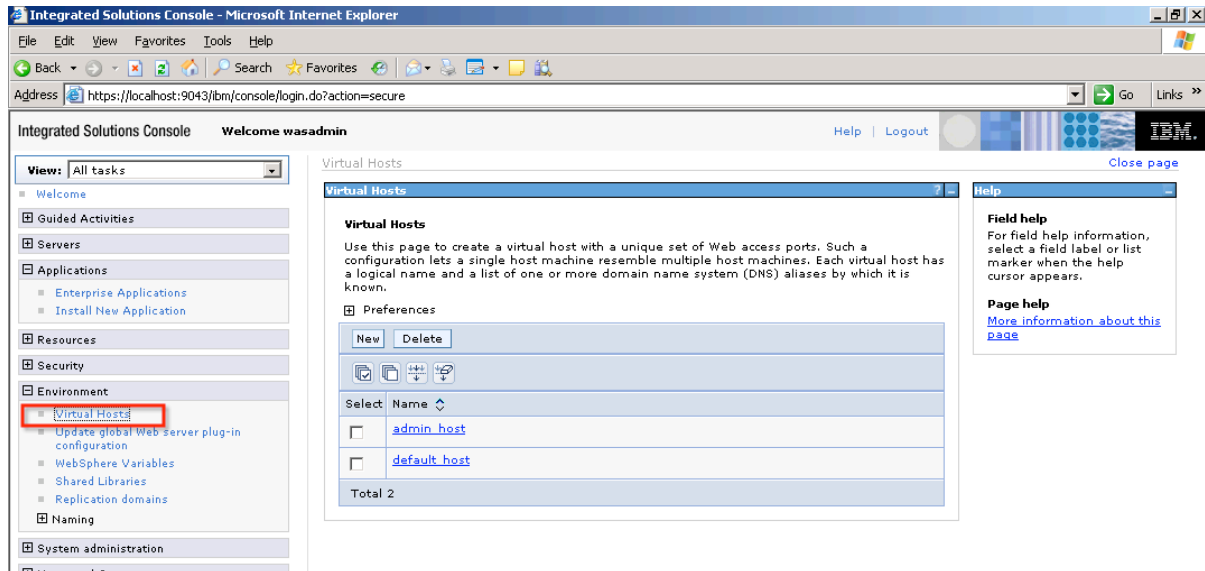 Integrated Solutions Console - Microsoft Internet Explorer
File Edit View Favorites Tools Help
Back Search Favorites
Address https://localhost:9043/ibm/console/login.do?action=secure Go Links »
Integrated Solutions Console Welcome wasadmin Help | Logout IBM.
View: All tasks
Welcome
Guided Activities
Servers
Applications
Enterprise Applications
Install New Application
Resources
Security
Environment
Virtual Hosts
Update global Web server plug-in
configuration
WebSphere Variables
Shared Libraries
Replication domains
Naming
System administration
Virtual Hosts Close page
Virtual Hosts ? -
Virtual Hosts
Use this page to create a virtual host with a unique set of Web access ports. Such a
configuration lets a single host machine resemble multiple host machines. Each virtual host has
a logical name and a list of one or more domain name system (DNS) aliases by which it is
known.
Preferences
New Delete
Select Name
admin_host
default_host
Total 2
Help -
Field help
For field help information,
select a field label or list
marker when the help
cursor appears.
Page help
More information about this
page